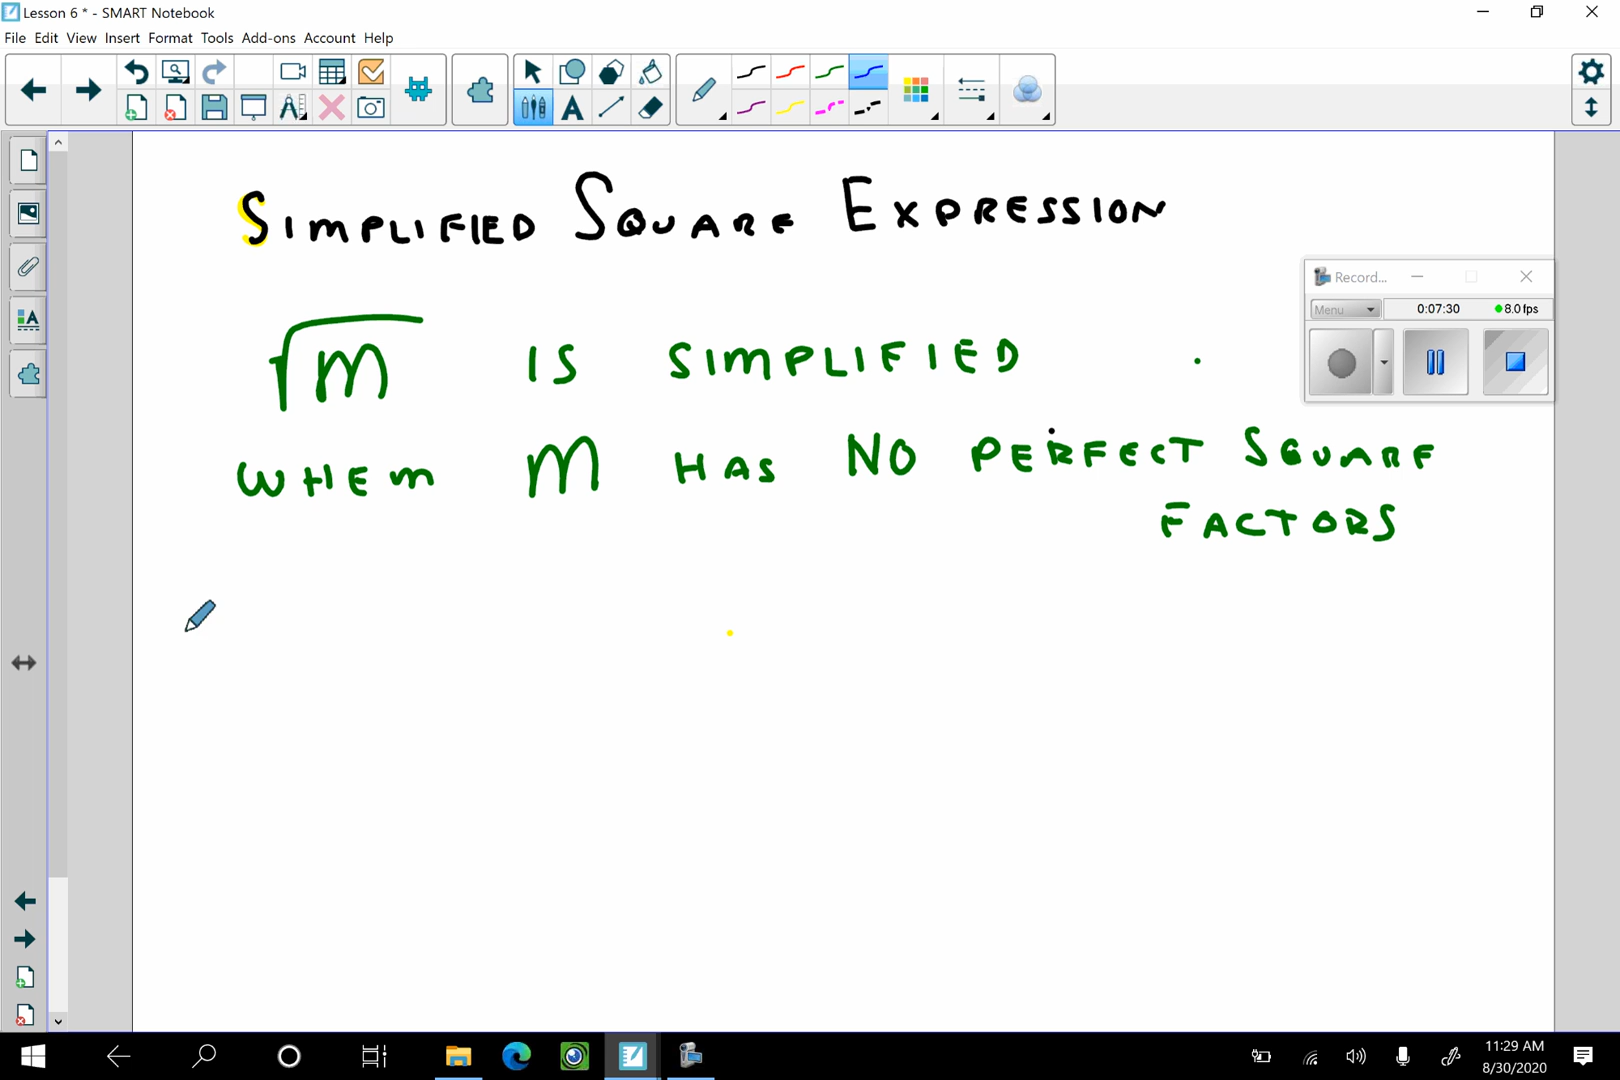 Lesson 6 * - SMART Notebook
File Edit View Insert Format Tools Add-ons Account Help
SIMPLIFIED SQUARE EXPRESSION
Record...
Menu 0:07:30 8.0 fps
√m IS SIMPLIFIED
WHEM M HAS NO PERFECT SQUARE
FACTORS
11:29 AM
8/30/2020